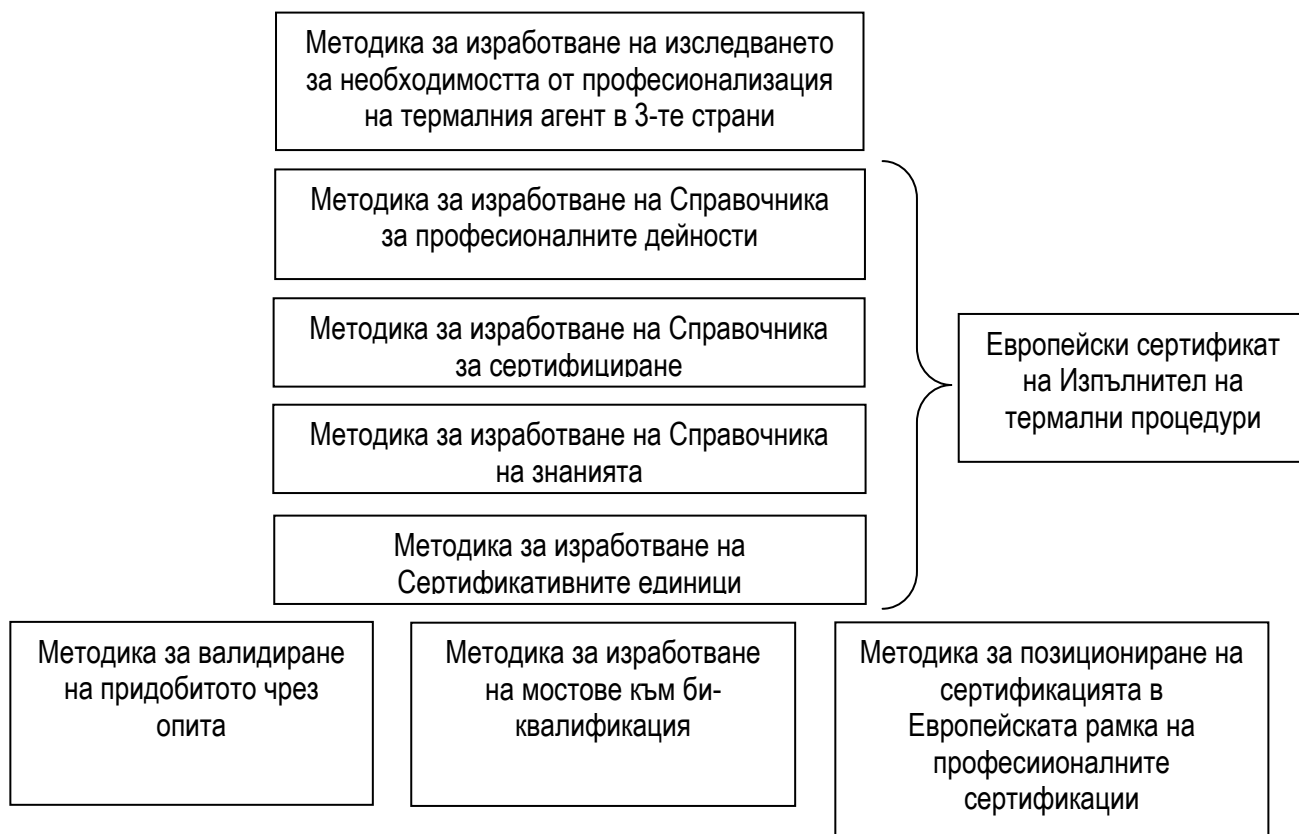 Методика за изработване на изследването
за необходимостта от професионализация
на термалния агент в 3-те страни
Методика за изработване на Справочника
за професионалните дейности
Методика за изработване на Справочника
за сертифициране
Методика за изработване на Справочника
на знанията
Методика за изработване на
Сертификативните единици
Европейски сертификат
на Изпълнител на
термални процедури
Методика за валидиране
на придобитото чрез
опита
Методика за изработване
на мостове към би-
квалификация
Методика за позициониране на
сертификацията в
Европейската рамка на
професиионалните
сертификации